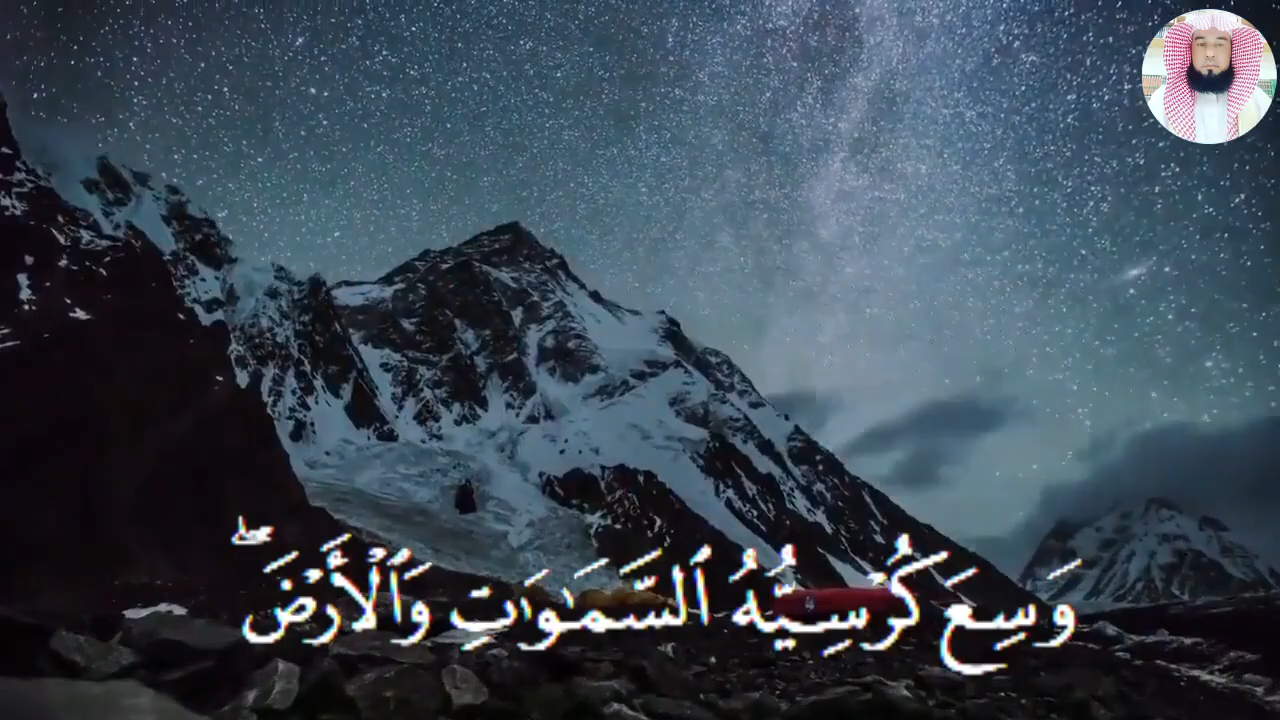 وَسِعَ كُرْسِيُّهُ ٱلسَّمَـٰوَٰتِ وَٱلْأَرْضَ ۖ